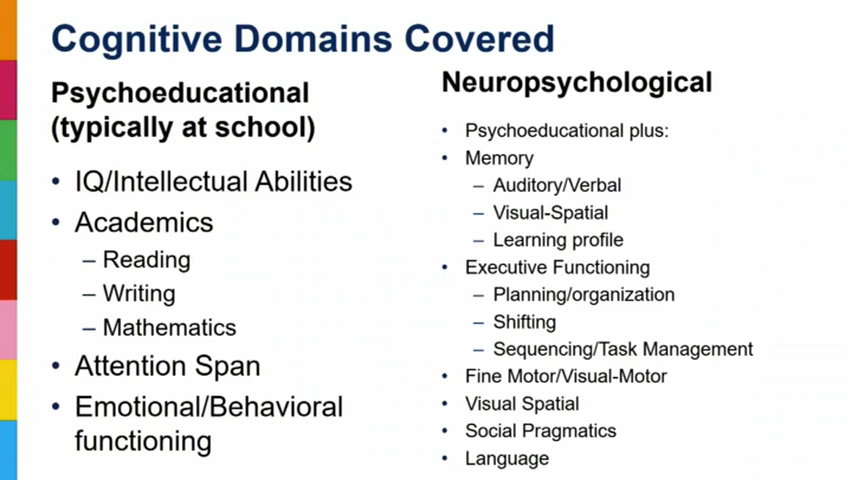 Cognitive Domains Covered
Psychoeducational
(typically at school)
• IQ/Intellectual Abilities
• Academics
– Reading
– Writing
– Mathematics
• Attention Span
• Emotional/Behavioral
functioning
Neuropsychological
• Psychoeducational plus:
• Memory
– Auditory/Verbal
– Visual-Spatial
– Learning profile
• Executive Functioning
– Planning/organization
– Shifting
– Sequencing/Task Management
• Fine Motor/Visual-Motor
• Visual Spatial
• Social Pragmatics
• Language